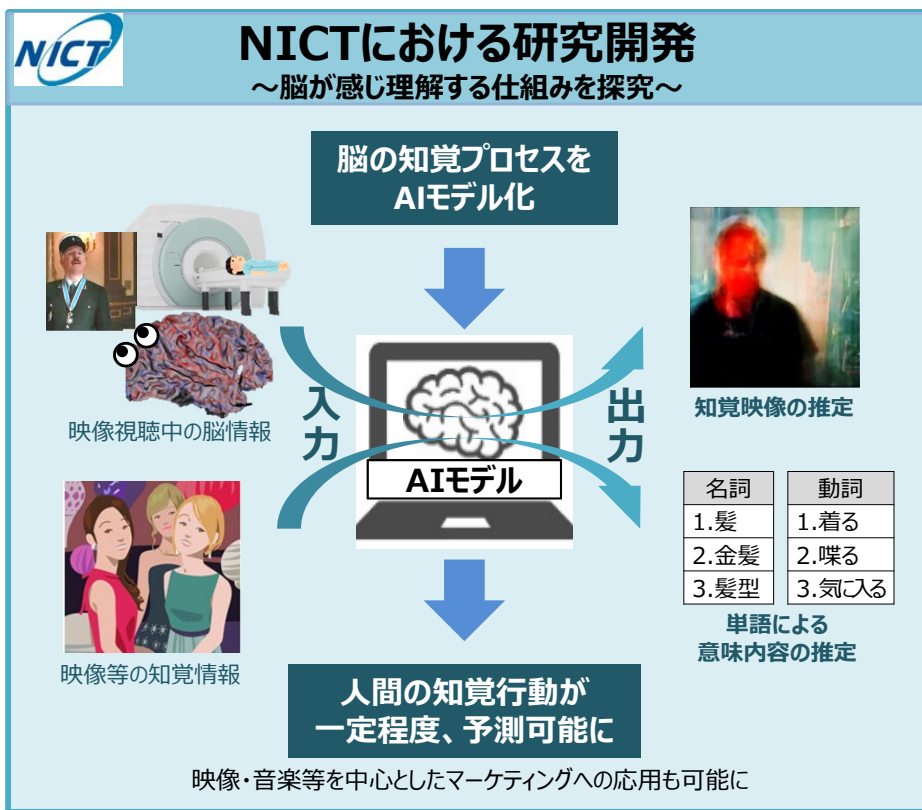 NICT
NICTにおける研究開発
～脳が感じ理解する仕組みを探究～
脳の知覚プロセスを
AIモデル化
映像視聴中の脳情報
入力
出力
知覚映像の推定
AIモデル
映像等の知覚情報
名詞 動詞
1.髪 1.着る
2.金髪 2.喋る
3.髪型 3.気に入る
単語による
意味内容の推定
人間の知覚行動が
一定程度、予測可能に
映像・音楽等を中心としたマーケティングへの応用も可能に